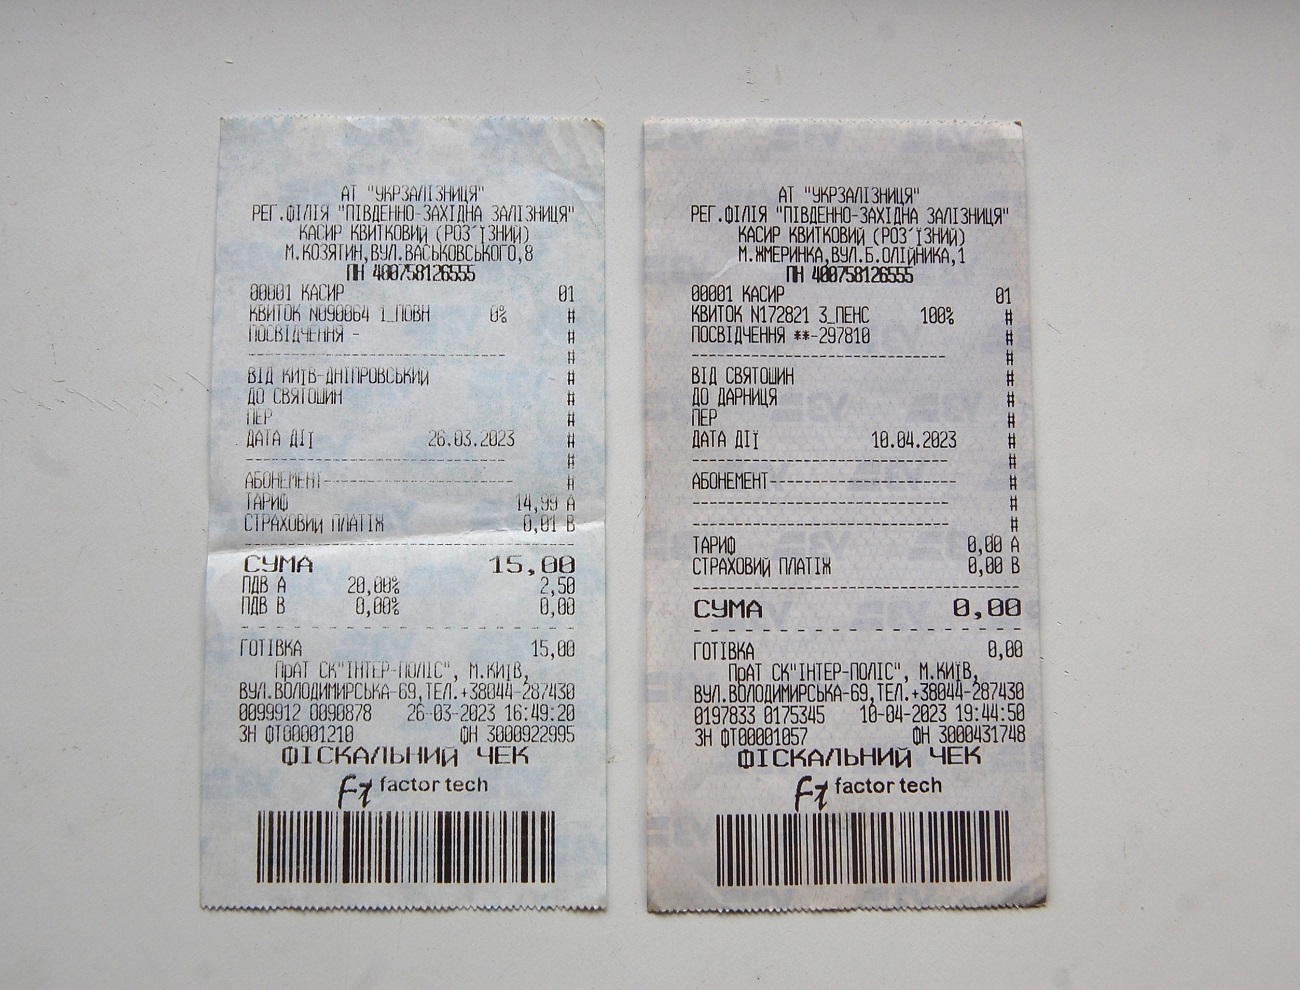 АТ "УКРЗАЛІЗНИЦЯ"
РЕГ.ФІЛІЯ "ПІВДЕННО-ЗАХІДНА ЗАЛІЗНИЦЯ"
КАСИР КВИТКОВИЙ (РОЗ´ЇЗНИЙ)
М.КОЗЯТИН,ВУЛ.ВАСЬКОВСЬКОГО,8
ПН 400758126555
00001 КАСИР 01
КВИТОК N090064 1_ПОВН 0% #
ПОСВІДЧЕННЯ - #
------------------------------ #
ВІД КИЇВ-ДНІПРОВСЬКИЙ #
ДО СВЯТОШИН #
ПЕР #
ДАТА ДІЇ 26.03.2023 #
------------------------------ #
АБОНЕМЕНТ---------------------- #
ТАРИФ 14,99 А
СТРАХОВИЙ ПЛАТІЖ 0,01 В
---------------------------------------
СУМА 15,00
ПДВ А 20,00% 2,50
ПДВ В 0,00% 0,00
- - - - - - - - - - - - - - - - - - - -
ГОТІВКА 15,00
ПрАТ СК"ІНТЕР-ПОЛІС", М.КИЇВ,
ВУЛ.ВОЛОДИМИРСЬКА-69,ТЕЛ.+38044-287430
0099912 0090878 26-03-2023 16:49:20
ЗН ФТ00001210 ФН 3000922995
ФІСКАЛЬНИЙ ЧЕК
FT factor tech
АТ "УКРЗАЛІЗНИЦЯ"
РЕГ.ФІЛІЯ "ПІВДЕННО-ЗАХІДНА ЗАЛІЗНИЦЯ"
КАСИР КВИТКОВИЙ (РОЗ´ЇЗНИЙ)
М.ЖМЕРИНКА,ВУЛ.Б.ОЛІЙНИКА,1
ПН 400758126555
00001 КАСИР 01
КВИТОК N172821 3_ПЕНС 100% #
ПОСВІДЧЕННЯ **-297810 #
------------------------------ #
ВІД СВЯТОШИН #
ДО ДАРНИЦЯ #
ПЕР #
ДАТА ДІЇ 10.04.2023 #
------------------------------ #
АБОНЕМЕНТ---------------------- #
------------------------------ #
------------------------------ #
ТАРИФ 0,00 А
СТРАХОВИЙ ПЛАТІЖ 0,00 В
---------------------------------------
СУМА 0,00
- - - - - - - - - - - - - - - - - - - -
ГОТІВКА 0,00
ПрАТ СК"ІНТЕР-ПОЛІС", М.КИЇВ,
ВУЛ.ВОЛОДИМИРСЬКА-69,ТЕЛ.+38044-287430
0197833 0175345 10-04-2023 19:44:50
ЗН ФТ00001057 ФН 3000431748
ФІСКАЛЬНИЙ ЧЕК
FT factor tech